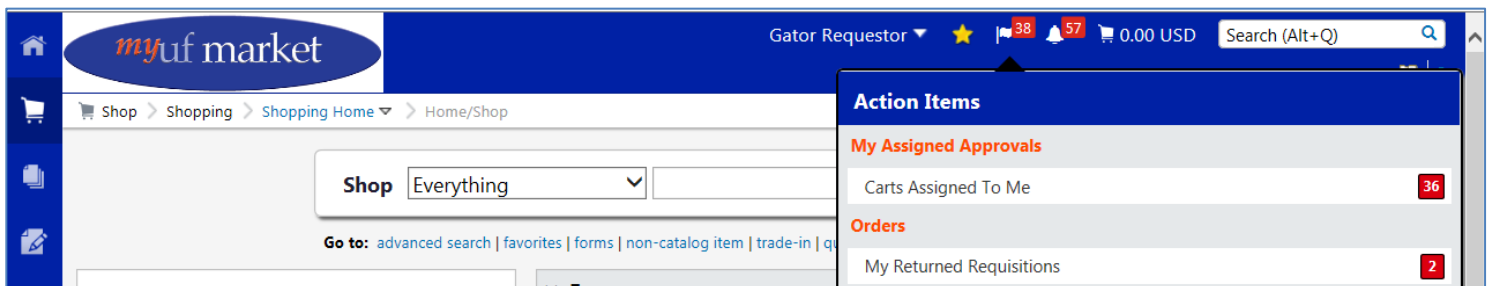 myuf market
Gator Requestor 38 57 0.00 USD Search (Alt+Q)
Shop Shopping Shopping Home Home/Shop
Action Items
My Assigned Approvals
Shop Everything
Carts Assigned To Me 36
Orders
Go to: advanced search | favorites | forms | non-catalog item | trade-in |
My Returned Requisitions 2